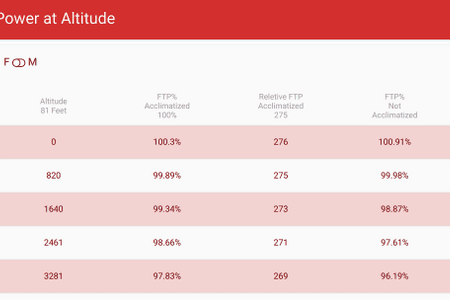 Power at Altitude
F M
Altitude
81 Feet
FTP%
Acclimatized
100%
Reletive FTP
Acclimatized
275
FTP%
Not
Acclimatized
0 100.3% 276 100.91%
820 99.89% 275 99.98%
1640 99.34% 273 98.87%
2461 98.66% 271 97.61%
3281 97.83% 269 96.19%